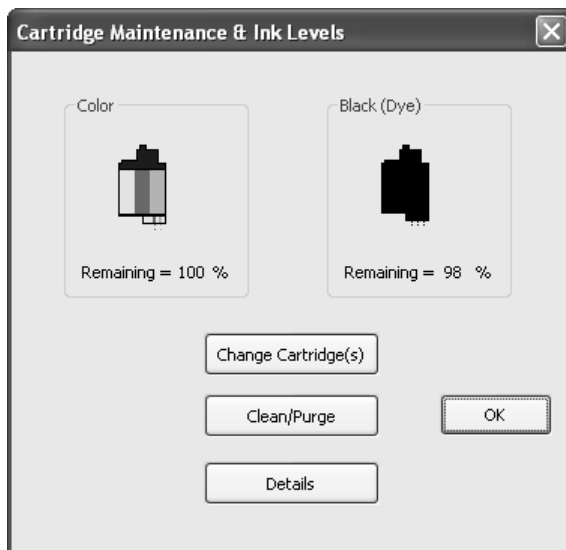 Cartridge Maintenance & Ink Levels
Color
Black (Dye)
Remaining = 100 %
Remaining = 98 %
Change Cartridge(s)
Clean/Purge
OK
Details